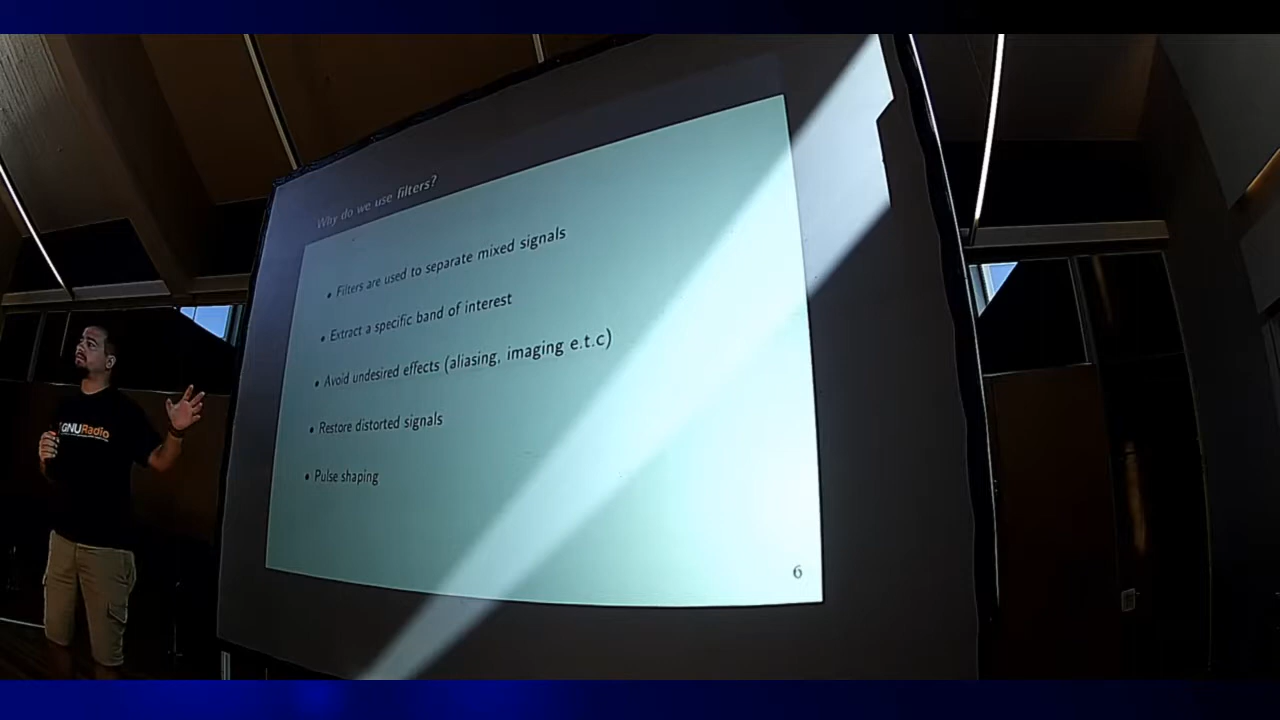 Why do we use filters?
• Filters are used to separate mixed signals
• Extract a specific band of interest
• Avoid undesired effects (aliasing, imaging e.t.c)
• Restore distorted signals
• Pulse shaping
6
GNURadio